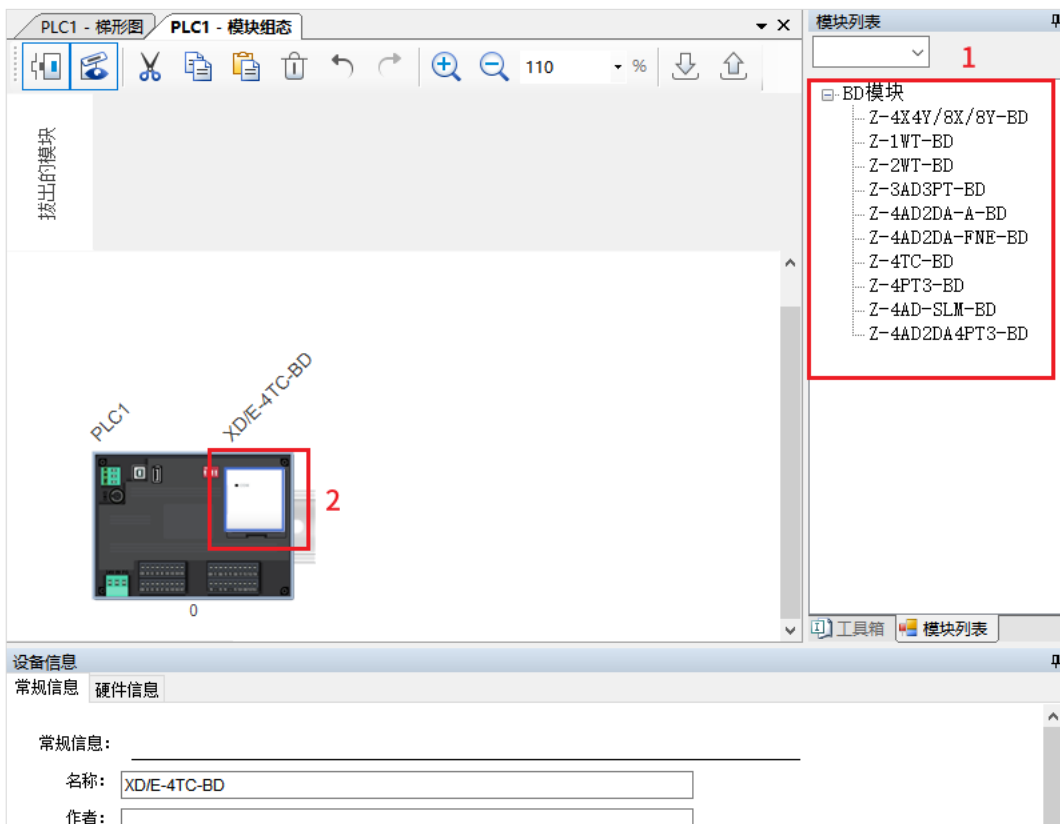 PLC1 - 梯形图
PLC1 - 模块组态
模块列表
110
%
1
拔出的模块
BD模块
Z-4X4Y/8X/8Y-BD
Z-1WT-BD
Z-2WT-BD
Z-3AD3PT-BD
Z-4AD2DA-A-BD
Z-4AD2DA-FNE-BD
Z-4TC-BD
Z-4PT3-BD
Z-4AD-SLM-BD
Z-4AD2DA4PT3-BD
PLC1
XD/E-4TC-BD
2
0
工具箱
模块列表
设备信息
常规信息
硬件信息
常规信息:
名称: XD/E-4TC-BD
作者: